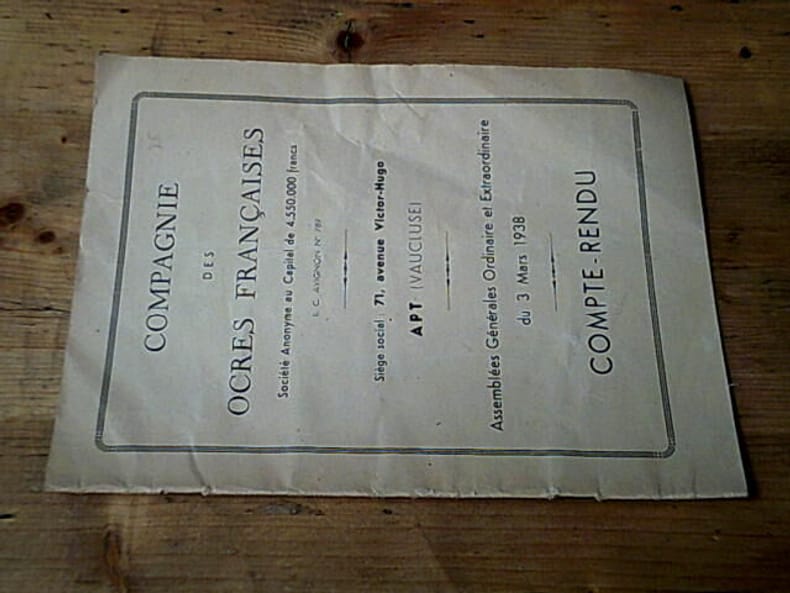 COMPAGNIE
DES
OCRES FRANÇAISES
Société Anonyme au Capital de 4.550.000 francs
C. AVIGNON N°
Siège social : 71, avenue Victor-Hugo
APT (VAUCLUSE)
Assemblées Générales Ordinaire et Extraordinaire
du 3 Mars 1938
COMPTE-RENDU